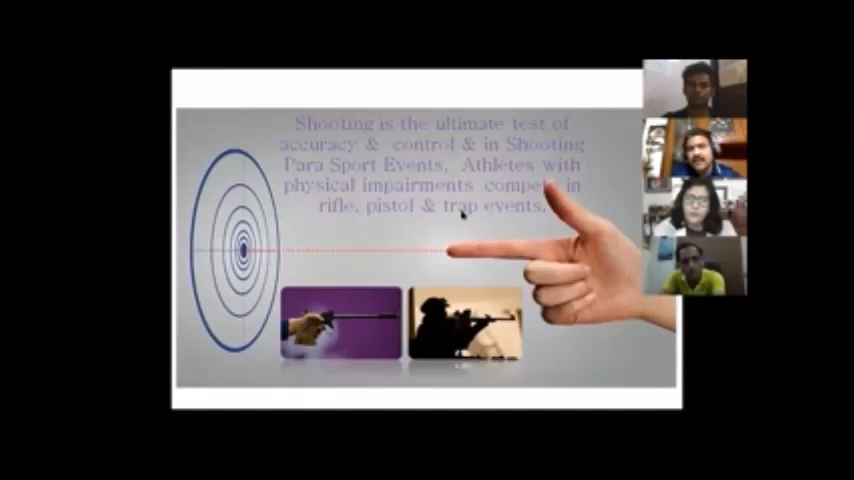 Shooting is the ultimate test of
accuracy & control & in Shooting
Para Sport Events. Athletes with
physical impairments compete in
rifle, pistol & trap events.